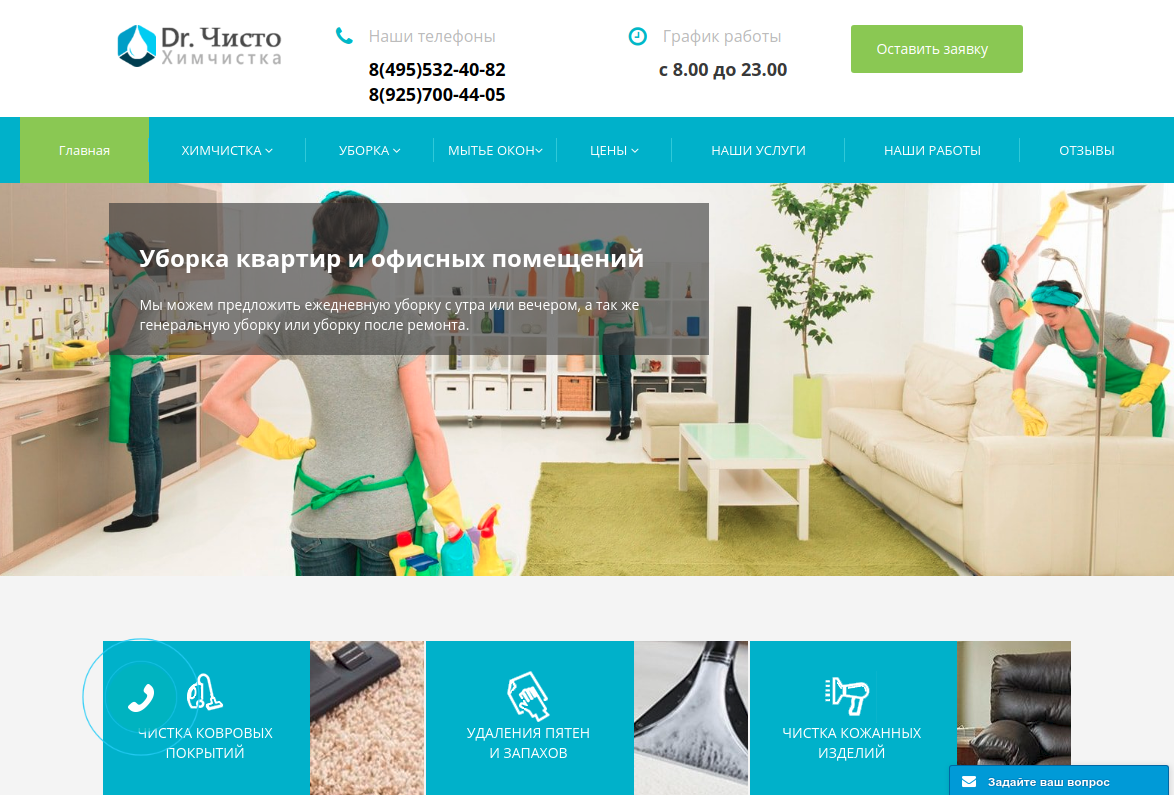 Dr. Чисто
Химчистка
Наши телефоны
8(495)532-40-82
8(925)700-44-05
График работы
с 8.00 до 23.00
Оставить заявку
Главная
ХИМЧИСТКА
УБОРКА
МЫТЬЕ ОКОН
ЦЕНЫ
НАШИ УСЛУГИ
НАШИ РАБОТЫ
ОТЗЫВЫ
Уборка квартир и офисных помещений
Мы можем предложить ежедневную уборку с утра или вечером, а так же
генеральную уборку или уборку после ремонта.
ЧИСТКА КОВРОВЫХ
ПОКРЫТИЙ
УДАЛЕНИЯ ПЯТЕН
И ЗАПАХОВ
ЧИСТКА КОЖАННЫХ
ИЗДЕЛИЙ
Задайте ваш вопрос